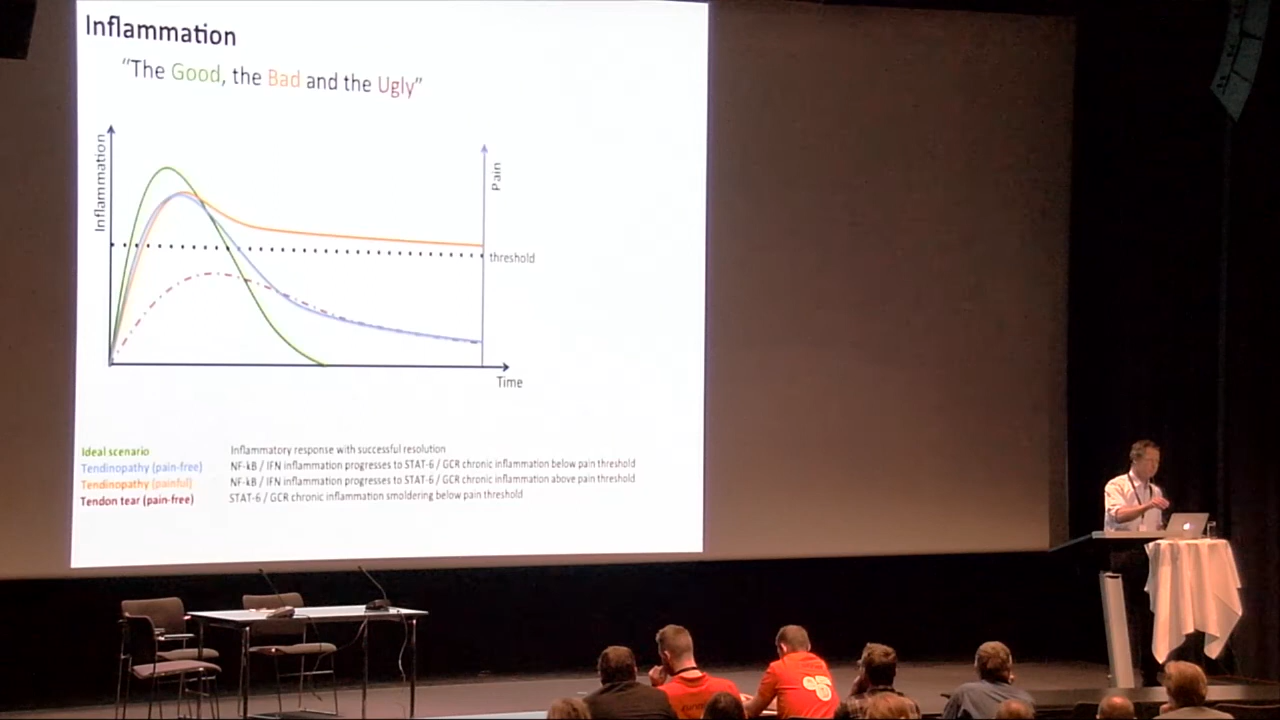 Inflammation
“The Good, the Bad and the Ugly”
Inflammation
Pain
threshold
Time
Ideal scenario Inflammatory response with successful resolution
Tendinopathy (pain-free) NF-kB / IFN inflammation progresses to STAT-6 / GCR chronic inflammation below pain threshold
Tendinopathy (painful) NF-kB / IFN inflammation progresses to STAT-6 / GCR chronic inflammation above pain threshold
Tendon tear (pain-free) STAT-6 / GCR chronic inflammation smoldering below pain threshold